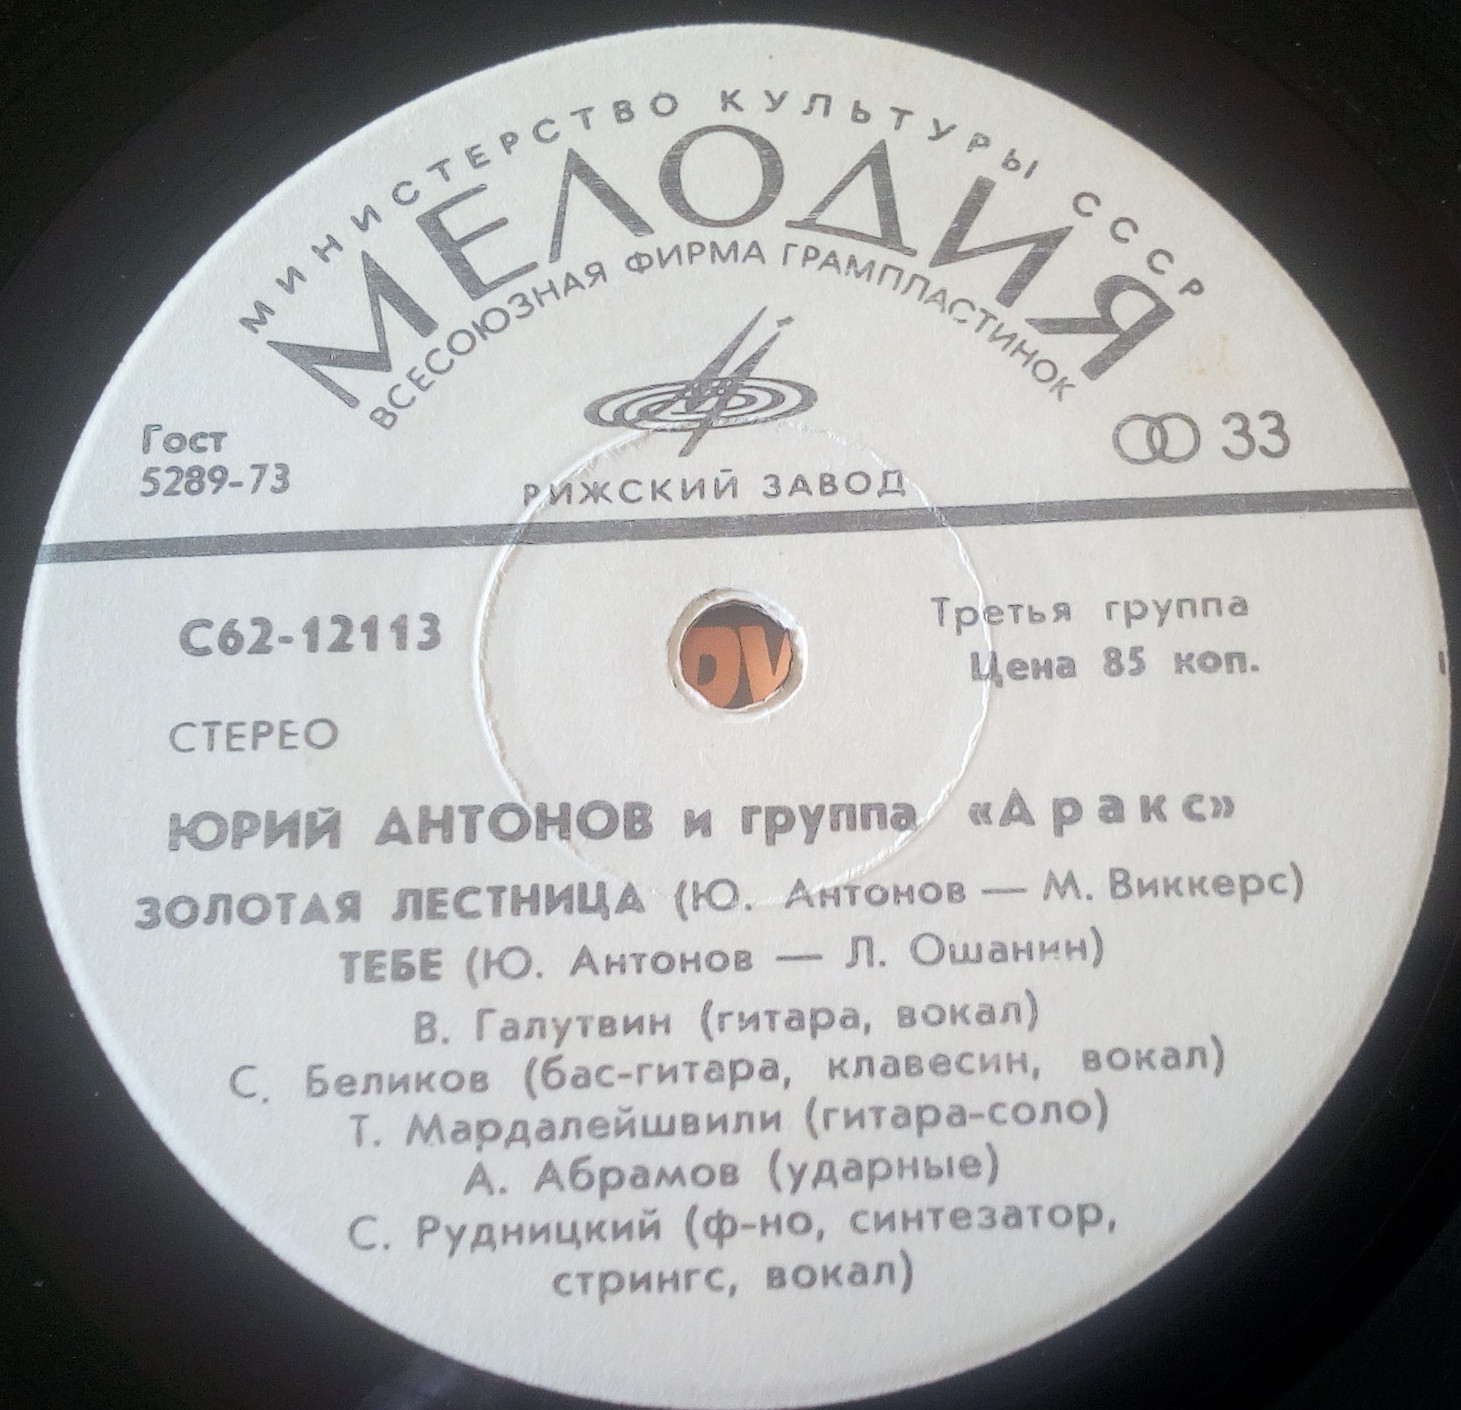 МИНИСТЕРСТВО КУЛЬТУРЫ СССР
МЕЛОДИЯ
ВСЕСОЮЗНАЯ ФИРМА ГРАМПЛАСТИНОК
Гост
5289-73
33
РИЖСКИЙ ЗАВОД
С62-12113
Третья группа
Цена 85 коп.
СТЕРЕО
ЮРИЙ АНТОНОВ и группа «Аракс»
ЗОЛОТАЯ ЛЕСТНИЦА (Ю. Антонов — М. Виккерс)
ТЕБЕ (Ю. Антонов — Л. Ошанин)
В. Галутвин (гитара, вокал)
С. Беликов (бас-гитара, клавесин, вокал)
Т. Мардалейшвили (гитара-соло)
А. Абрамов (ударные)
С. Рудницкий (ф-но, синтезатор,
стрингс, вокал)